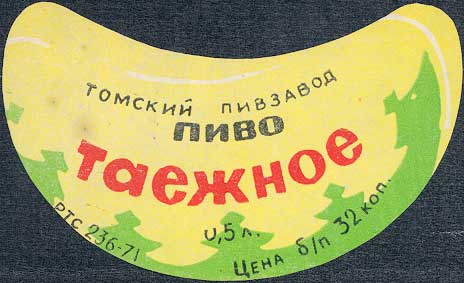 ТОМСКИЙ ПИВЗАВОД
ПИВО
таежное
РТС 236-71
0,5 л.
ЦЕНА б/п 32 коп.